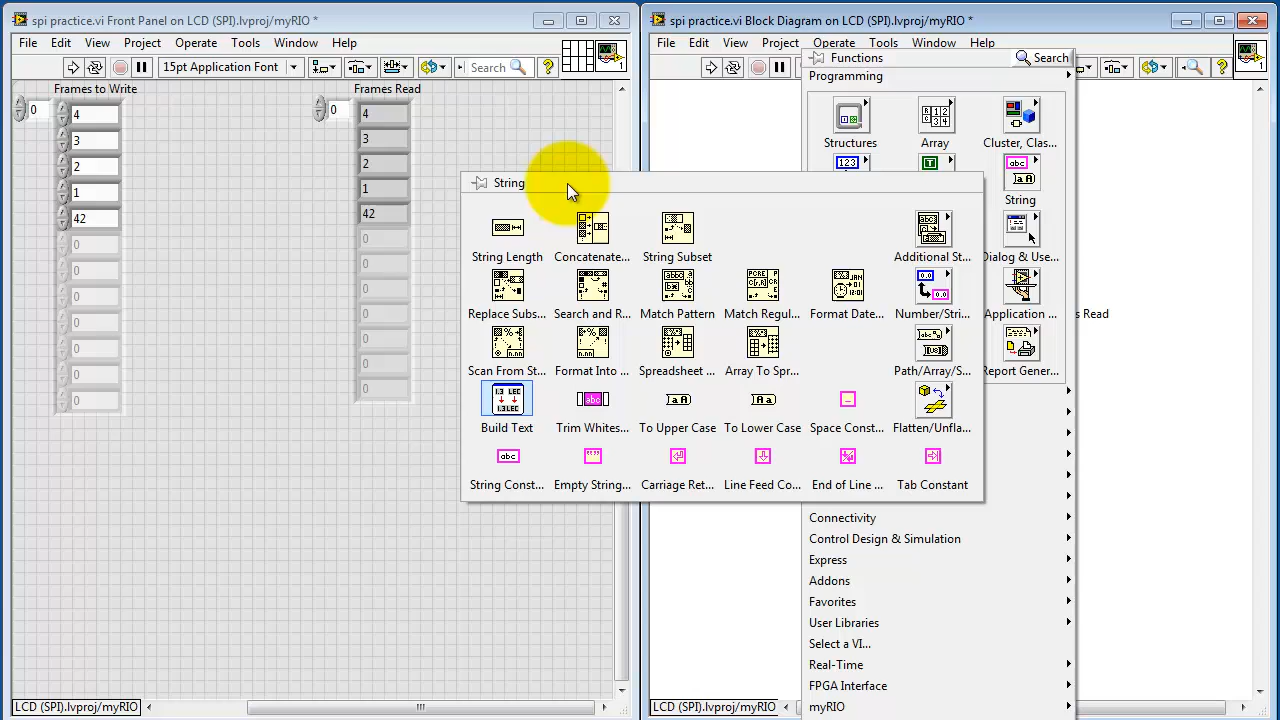 spi practice.vi Front Panel on LCD (SPI).lvproj/myRIO *
File Edit View Project Operate Tools Window Help
15pt Application Font
Search
?
1
Frames to Write
0
4
3
2
1
42
0
0
0
0
0
0
0
Frames Read
0
4
3
2
1
42
0
0
0
0
0
0
0
LCD (SPI).lvproj/myRIO
spi practice.vi Block Diagram on LCD (SPI).lvproj/myRIO *
File Edit View Project Operate Tools Window Help
?
1
Functions
Search
Programming
Structures Array Cluster, Clas...
String
Dialog & Use...
Application ...
Report Gener...
s Read
String
String Length Concatenate... String Subset Additional St...
Replace Subs... Search and R... Match Pattern Match Regul... Format Date... Number/Stri...
Scan From St... Format Into ... Spreadsheet ... Array To Spr... Path/Array/S...
Build Text Trim Whites... To Upper Case To Lower Case Space Const... Flatten/Unfla...
String Const... Empty String... Carriage Ret... Line Feed Co... End of Line ... Tab Constant
Connectivity
Control Design & Simulation
Express
Addons
Favorites
User Libraries
Select a VI...
Real-Time
FPGA Interface
myRIO
LCD (SPI).lvproj/myRIO